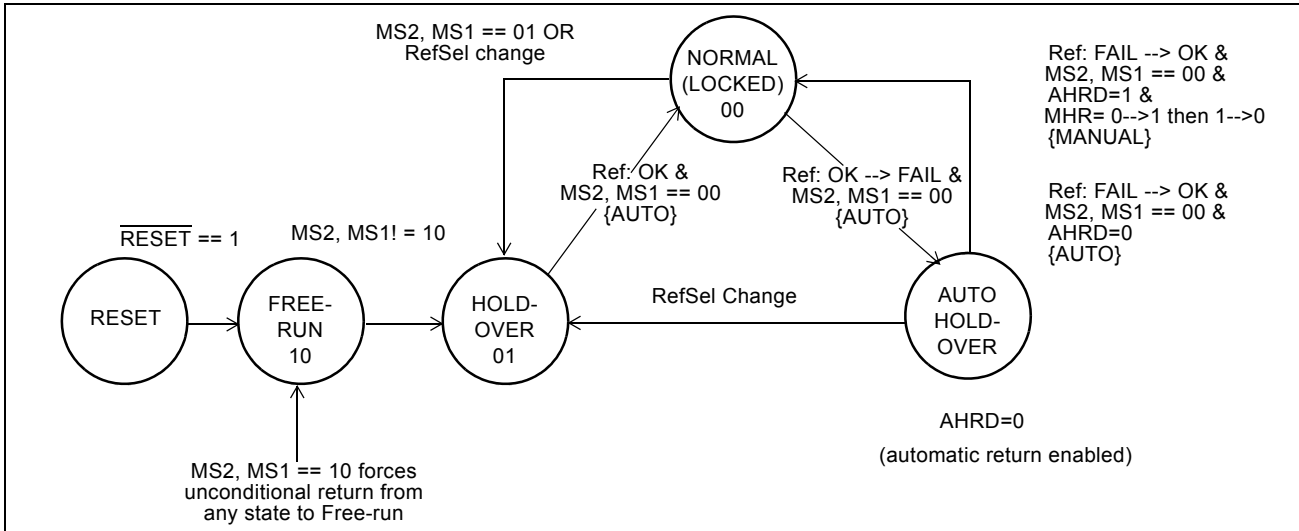 MS2, MS1 == 01 OR
RefSel change
NORMAL
(LOCKED)
00
Ref: FAIL --> OK &
MS2, MS1 == 00 &
AHRD=1 &
MHR= 0-->1 then 1-->0
{MANUAL}
Ref: OK &
MS2, MS1 == 00
{AUTO}
Ref: OK --> FAIL &
MS2, MS1 == 00
{AUTO}
Ref: FAIL --> OK &
MS2, MS1 == 00 &
AHRD=0
{AUTO}
RESET == 1
MS2, MS1! = 10
RESET
FREE-
RUN
10
HOLD-
OVER
01
RefSel Change
AUTO
HOLD-
OVER
AHRD=0
(automatic return enabled)
MS2, MS1 == 10 forces
unconditional return from
any state to Free-run